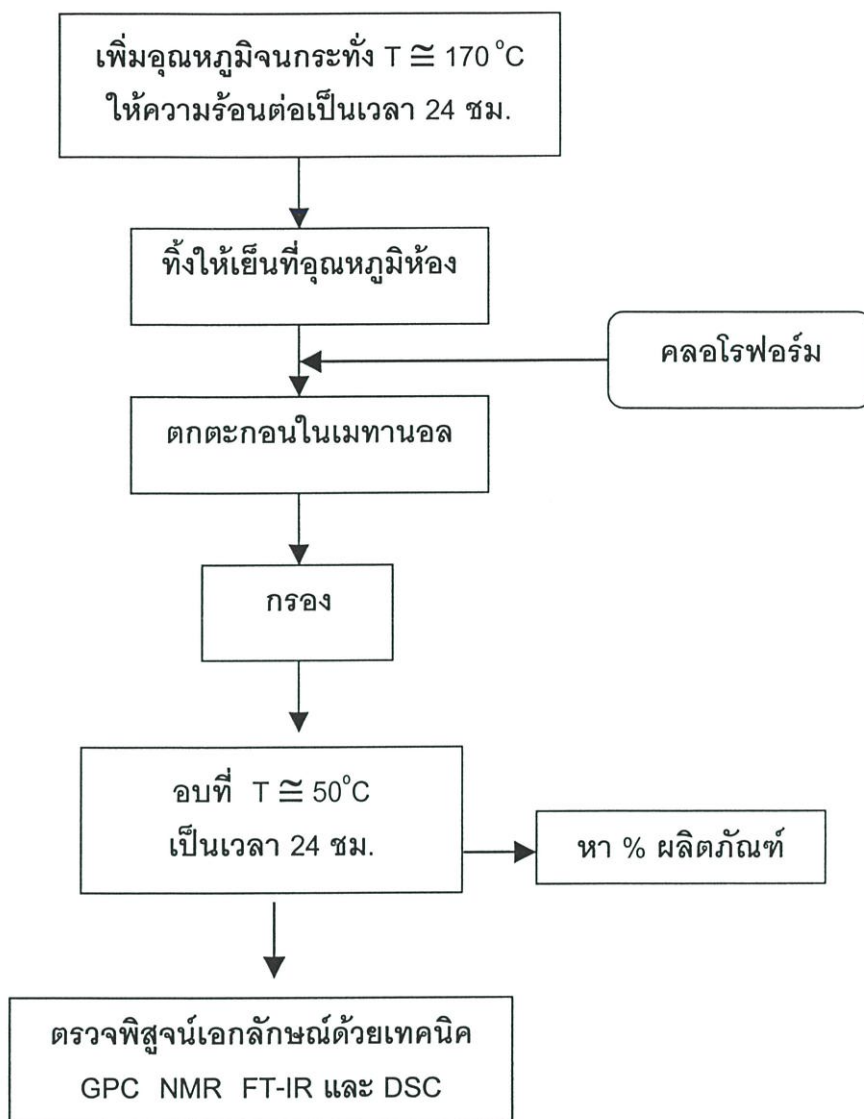 เพิ่มอุณหภูมิจนกระทั่ง T ≅ 170 °C
ให้ความร้อนต่อเป็นเวลา 24 ชม.
ทิ้งให้เย็นที่อุณหภูมิห้อง
คลอโรฟอร์ม
ตกตะกอนในเมทานอล
กรอง
อบที่ T ≅ 50°C
เป็นเวลา 24 ชม.
หา % ผลิตภัณฑ์
ตรวจพิสูจน์เอกลักษณ์ด้วยเทคนิค
GPC NMR FT-IR และ DSC